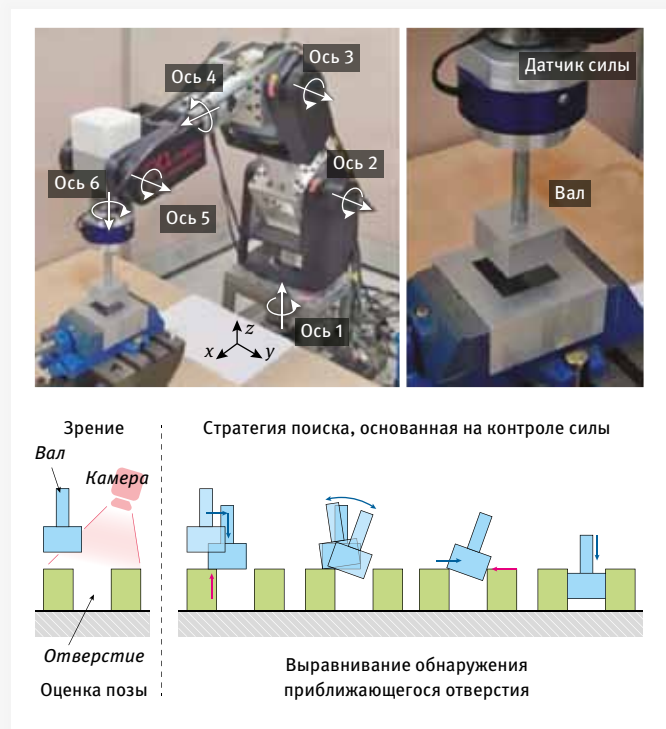 Ось 4
Ось 3
Датчик силы
Ось 2
Ось 6
Ось 5
Вал
Ось 1
z
x
y
Зрение
Стратегия поиска, основанная на контроле силы
Вал
Камера
Отверстие
Оценка позы
Выравнивание обнаружения
приближающегося отверстия